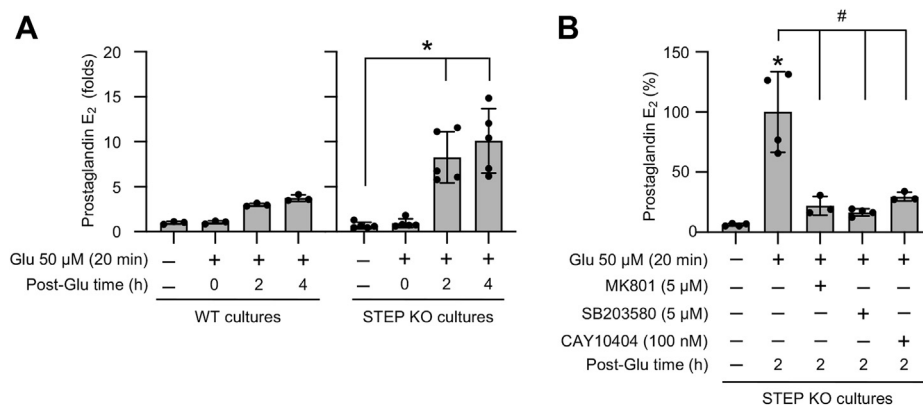 A
Prostaglandin E2 (folds)
20
15
10
5
0
*
Glu 50 μM (20 min) – + + + – + + +
Post-Glu time (h) – 0 2 4 – 0 2 4
WT cultures STEP KO cultures
B
Prostaglandin E2 (%)
150
100
50
0
#
*
Glu 50 μM (20 min) – + + + +
MK801 (5 μM) – – + – –
SB203580 (5 μM) – – – + –
CAY10404 (100 nM) – – – – +
Post-Glu time (h) – 2 2 2 2
STEP KO cultures